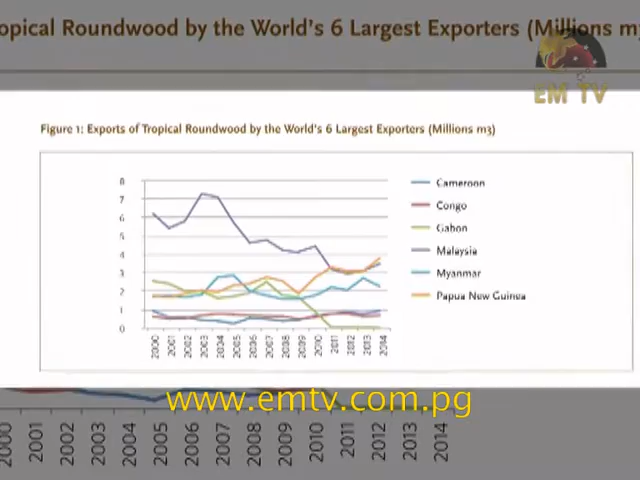 opical Roundwood by the World's 6 Largest Exporters (Millions m3
EM TV
Figure 1: Exports of Tropical Roundwood by the World's 6 Largest Exporters (Millions m3)
8
7
6
5
4
3
2
1
0
2000 2001 2002 2003 2004 2005 2006 2007 2008 2009 2010 2011 2012 2013 2014
Cameroon
Congo
Gabon
Malaysia
Myanmar
Papua New Guinea
www.emtv.com.pg
2000 2001 2002 2003 2004 2005 2006 2007 2008 2009 2010 2011 2012 2013 2014